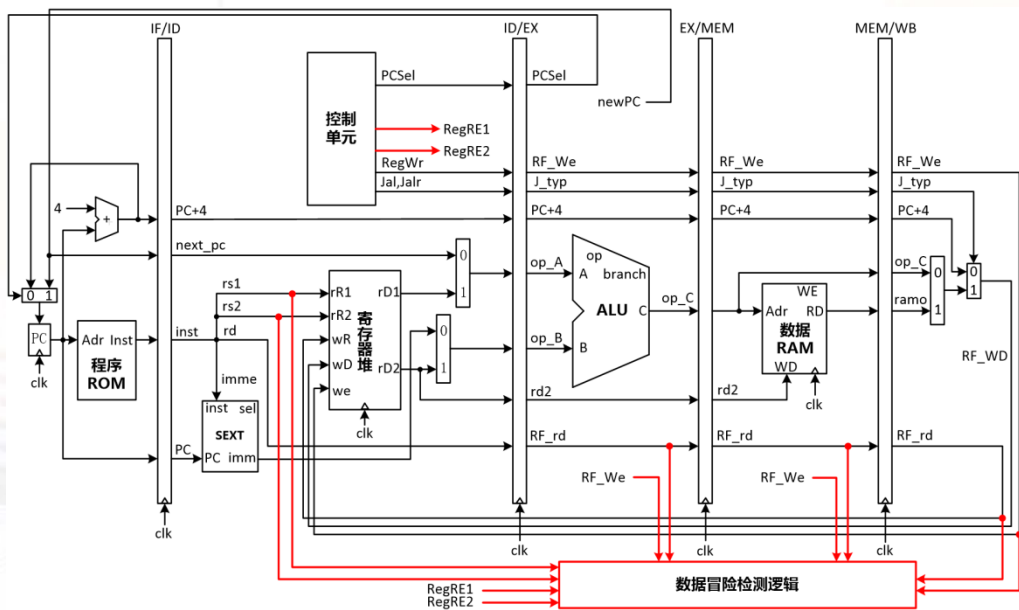 IF/ID
ID/EX
EX/MEM
MEM/WB
控制
单元
PCSel
PCSel
newPC
RegRE1
RegRE2
RegWr
RF_We
RF_We
RF_We
Jal,Jalr
J_typ
J_typ
J_typ
4
+
PC+4
PC+4
PC+4
PC+4
next_pc
0
1
op_A
op
A
branch
ALU
C
B
op_C
op_C
0
1
0
1
ramo
0 1
PC
clk
Adr Inst
程序
ROM
inst
rs1
rs2
rd
imme
rR1
rR2
wR
wD
we
寄
存
器
堆
rD1
rD2
clk
0
1
op_B
WE
Adr
RD
数据
RAM
WD
clk
RF_WD
inst sel
SEXT
PC imm
PC
rd2
rd2
RF_rd
RF_rd
RF_rd
RF_We
RF_We
clk
clk
clk
clk
RegRE1
RegRE2
数据冒险检测逻辑